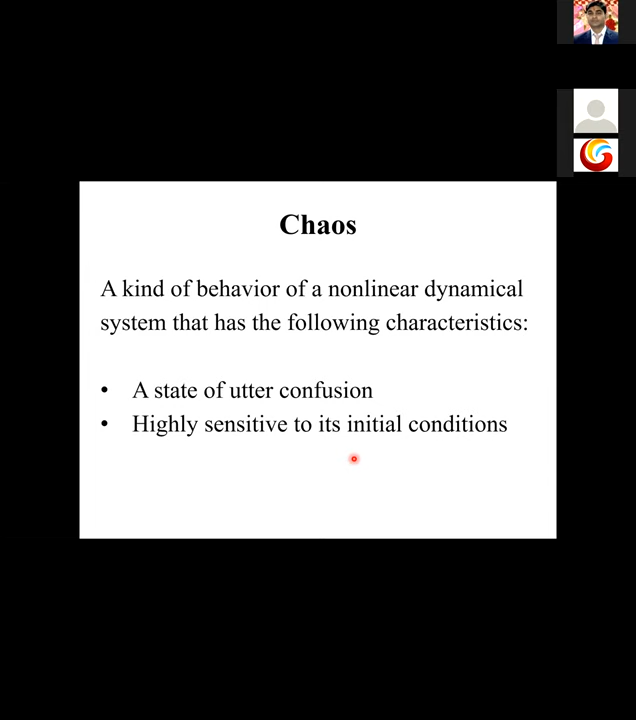 Chaos
A kind of behavior of a nonlinear dynamical
system that has the following characteristics:
• A state of utter confusion
• Highly sensitive to its initial conditions